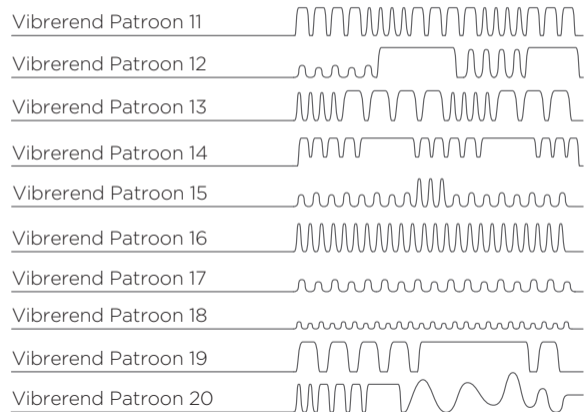 Vibrerend Patroon 11
Vibrerend Patroon 12
Vibrerend Patroon 13
Vibrerend Patroon 14
Vibrerend Patroon 15
Vibrerend Patroon 16
Vibrerend Patroon 17
Vibrerend Patroon 18
Vibrerend Patroon 19
Vibrerend Patroon 20